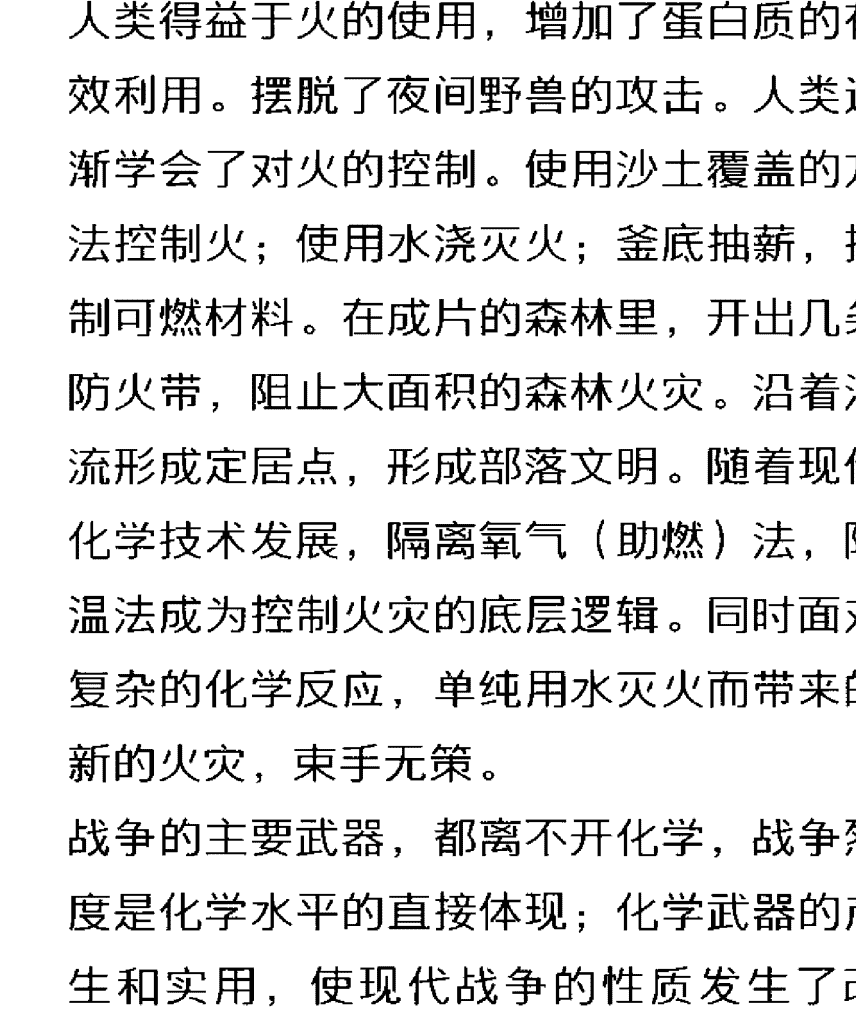 人类得益于火的使用，增加了蛋白质的
效利用。摆脱了夜间野兽的攻击。人类
渐学会了对火的控制。使用沙土覆盖的
法控制火；使用水浇灭火；釜底抽薪，
制可燃材料。在成片的森林里，开出几
防火带，阻止大面积的森林火灾。沿着
流形成定居点，形成部落文明。随着现
化学技术发展，隔离氧气（助燃）法，
温法成为控制火灾的底层逻辑。同时面
复杂的化学反应，单纯用水灭火而带来
新的火灾，束手无策。
战争的主要武器，都离不开化学，战争
度是化学水平的直接体现；化学武器的
生和实用，使现代战争的性质发生了